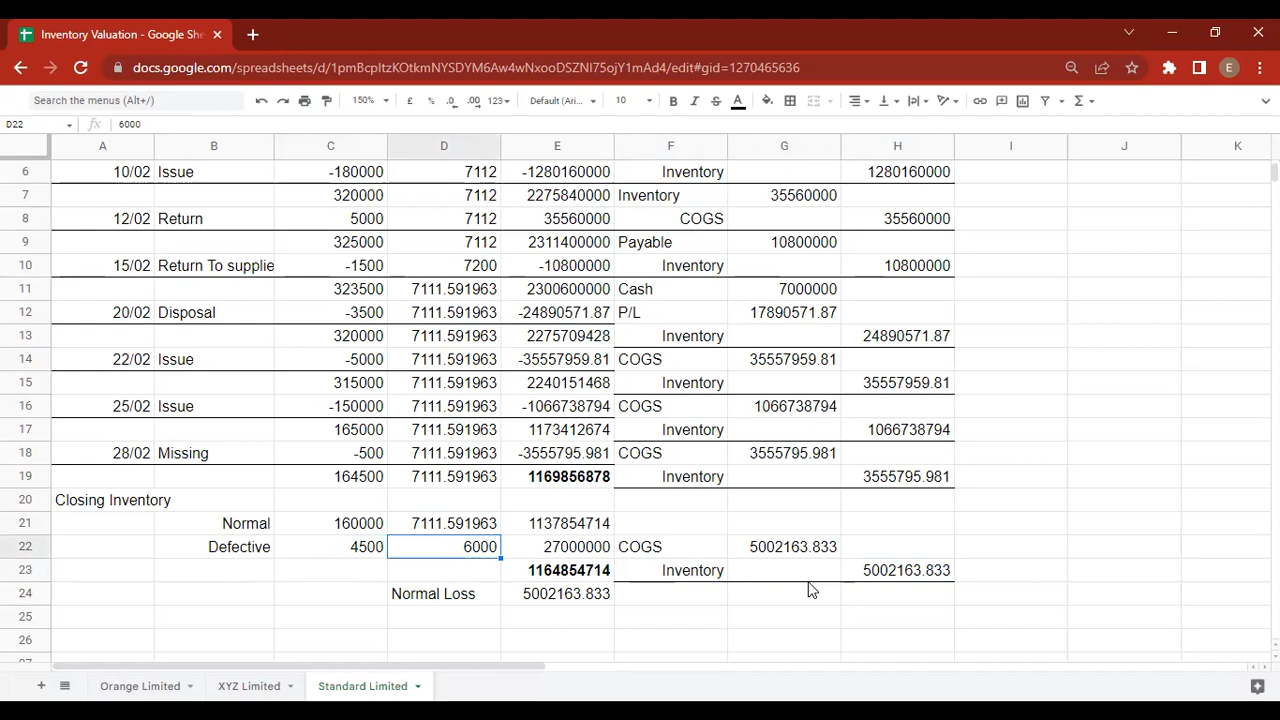 Inventory Valuation - Google She
docs.google.com/spreadsheets/d/1pmBcpltzKOtkmNYSDYM6Aw4wNxooDSZNl75ojY1mAd4/edit#gid=1270465636
E
Search the menus (Alt+/)
150%
£
%
.0
.00
123
Default (Ari...
10
B
I
S
A
D22
fx
6000
A B C D E F G H I J K
6 10/02 Issue -180000 7112 -1280160000 Inventory 1280160000
7 320000 7112 2275840000 Inventory 35560000
8 12/02 Return 5000 7112 35560000 COGS 35560000
9 325000 7112 2311400000 Payable 10800000
10 15/02 Return To supplie -1500 7200 -10800000 Inventory 10800000
11 323500 7111.591963 2300600000 Cash 7000000
12 20/02 Disposal -3500 7111.591963 -24890571.87 P/L 17890571.87
13 320000 7111.591963 2275709428 Inventory 24890571.87
14 22/02 Issue -5000 7111.591963 -35557959.81 COGS 35557959.81
15 315000 7111.591963 2240151468 Inventory 35557959.81
16 25/02 Issue -150000 7111.591963 -1066738794 COGS 1066738794
17 165000 7111.591963 1173412674 Inventory 1066738794
18 28/02 Missing -500 7111.591963 -3555795.981 COGS 3555795.981
19 164500 7111.591963 1169856878 Inventory 3555795.981
20 Closing Inventory
21 Normal 160000 7111.591963 1137854714
22 Defective 4500 6000 27000000 COGS 5002163.833
23 1164854714 Inventory 5002163.833
24 Normal Loss 5002163.833
25
26
27
Orange Limited
XYZ Limited
Standard Limited